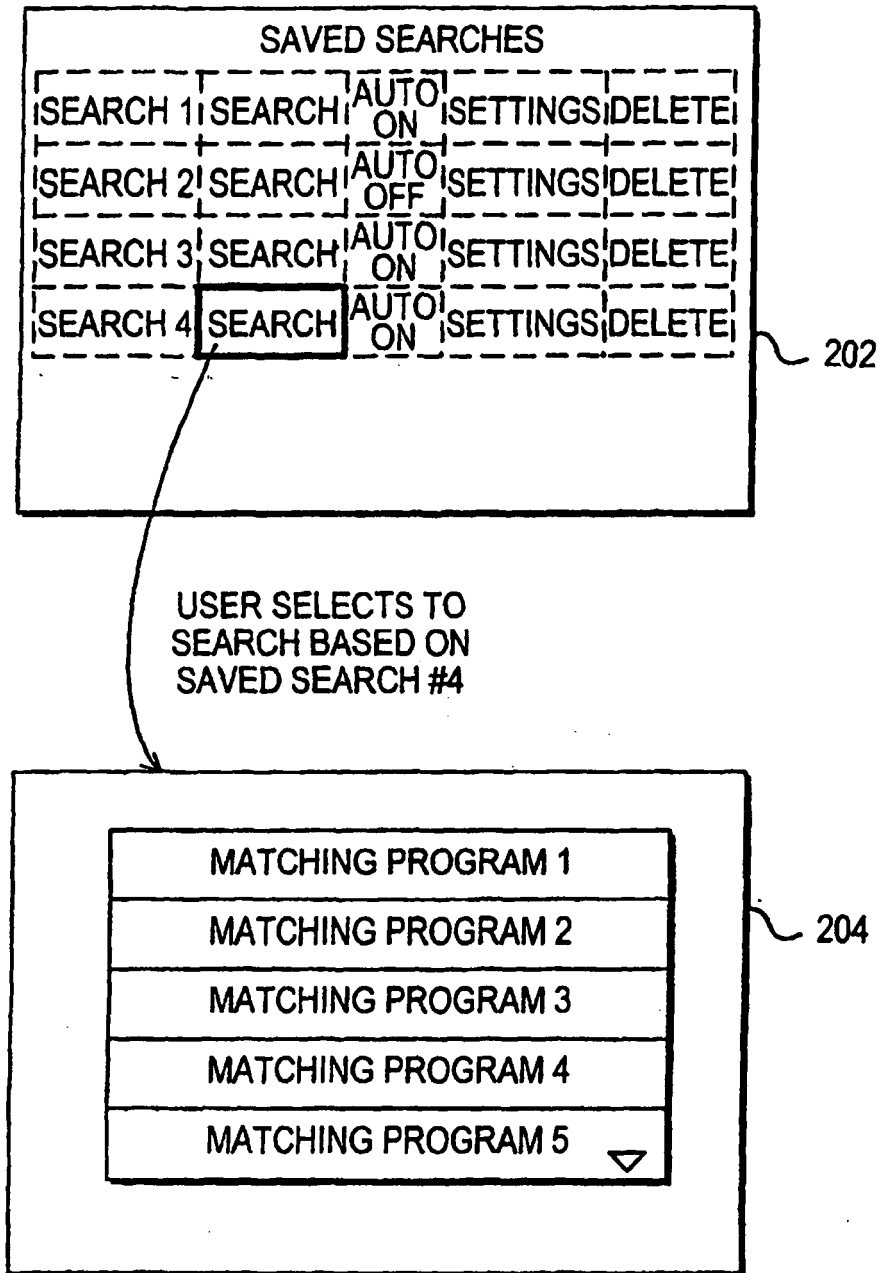 SAVED SEARCHES
SEARCH 1 SEARCH AUTO ON SETTINGS DELETE
SEARCH 2 SEARCH AUTO OFF SETTINGS DELETE
SEARCH 3 SEARCH AUTO ON SETTINGS DELETE
SEARCH 4 SEARCH AUTO ON SETTINGS DELETE
202
USER SELECTS TO
SEARCH BASED ON
SAVED SEARCH #4
MATCHING PROGRAM 1
MATCHING PROGRAM 2
204
MATCHING PROGRAM 3
MATCHING PROGRAM 4
MATCHING PROGRAM 5